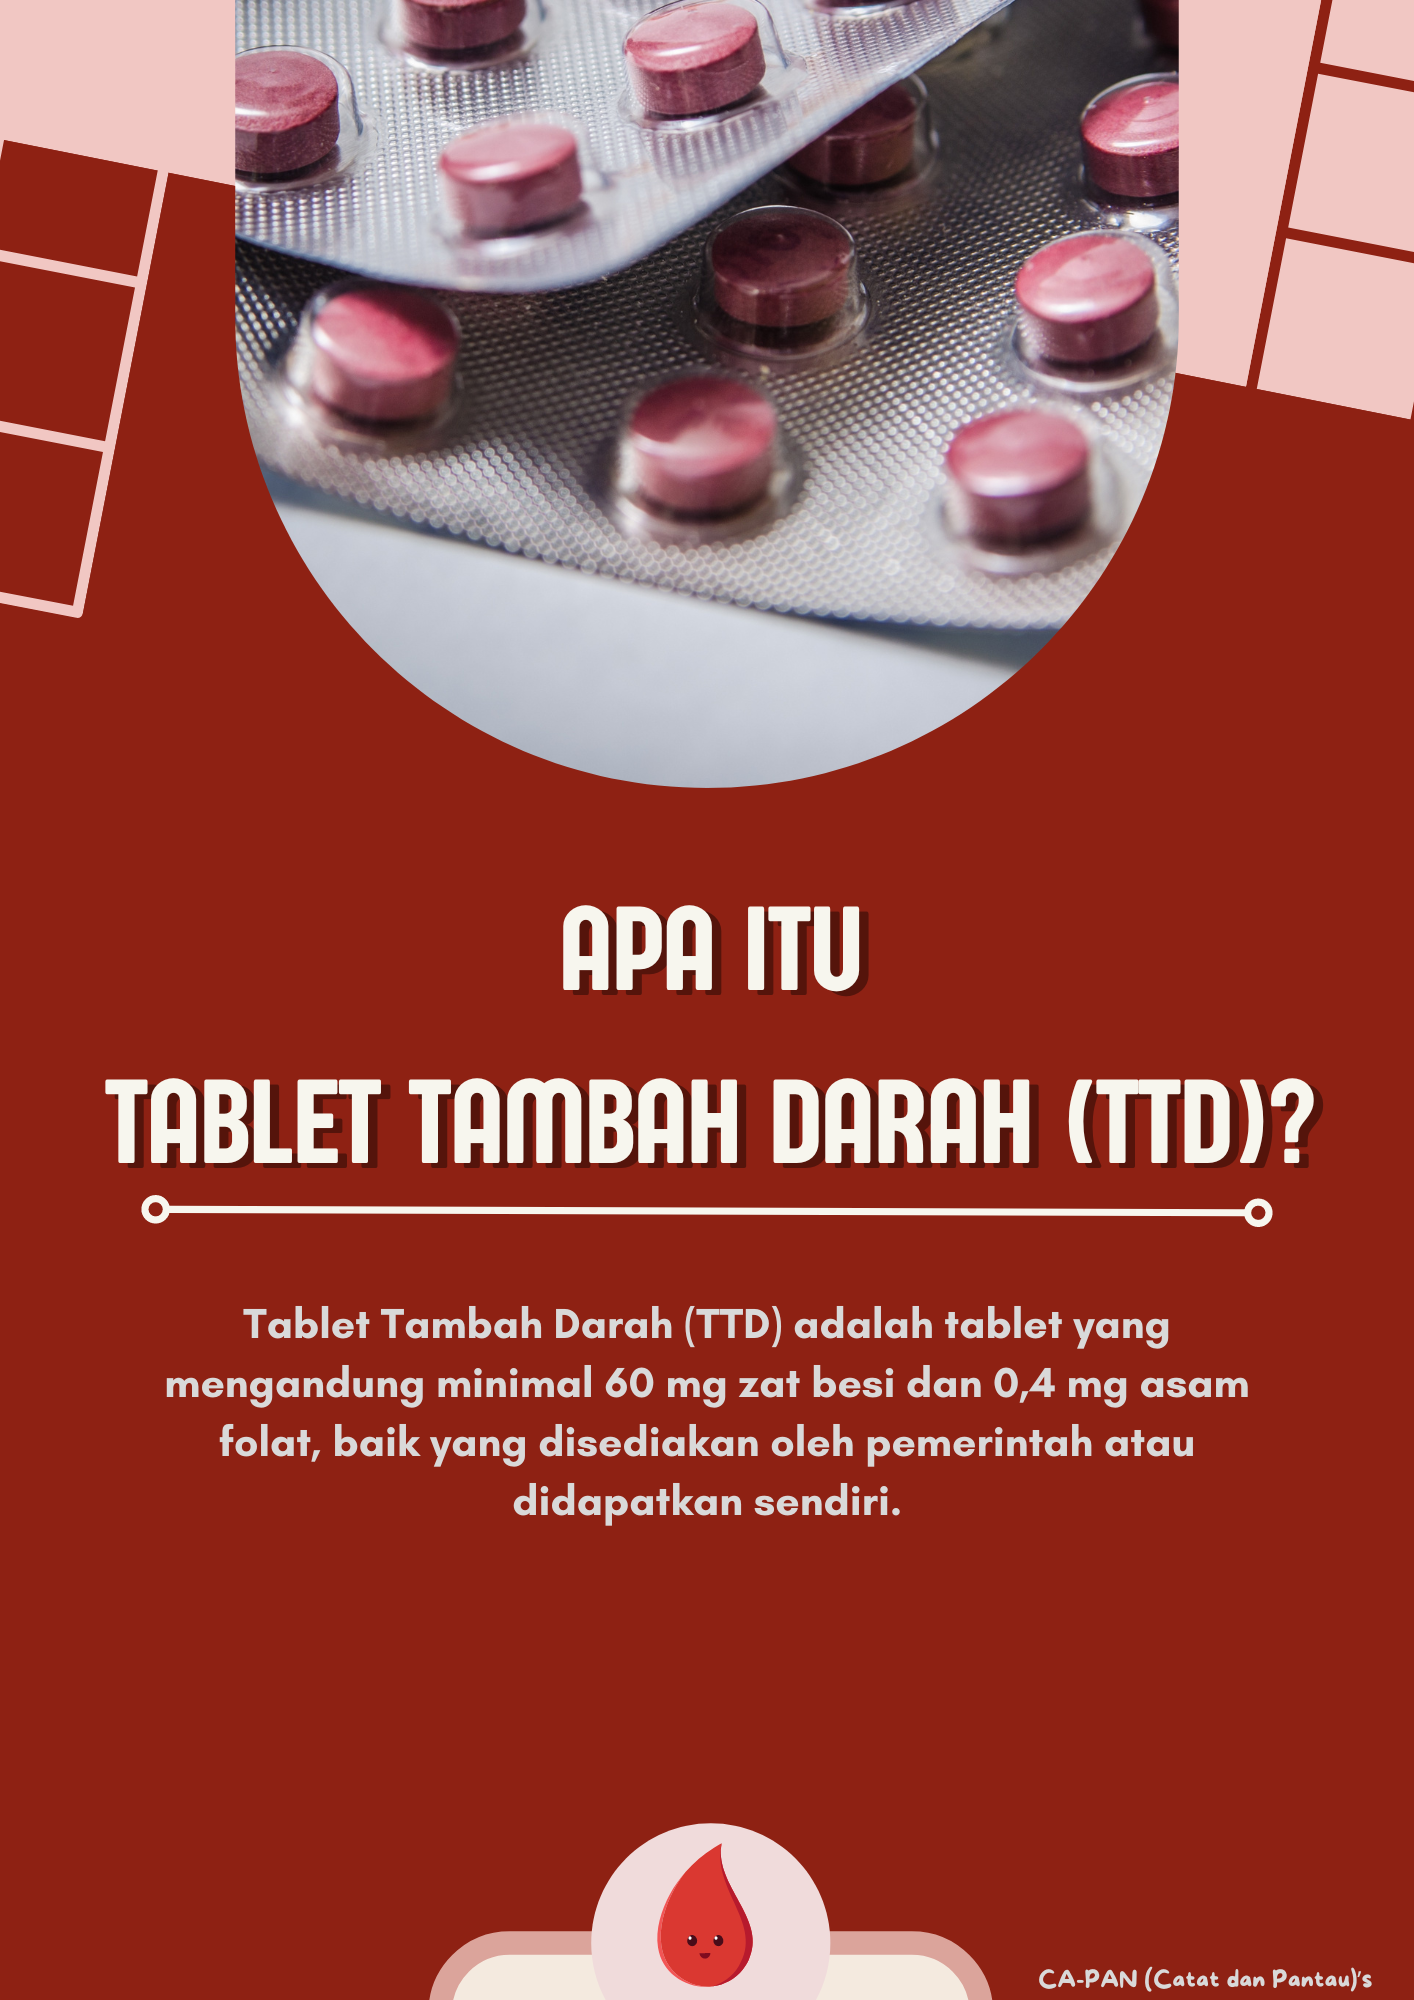 APA ITU
TABLET TAMBAH DARAH (TTD)?
Tablet Tambah Darah (TTD) adalah tablet yang
mengandung minimal 60 mg zat besi dan 0,4 mg asam
folat, baik yang disediakan oleh pemerintah atau
didapatkan sendiri.
CA-PAN (Catat dan Pantau)'s